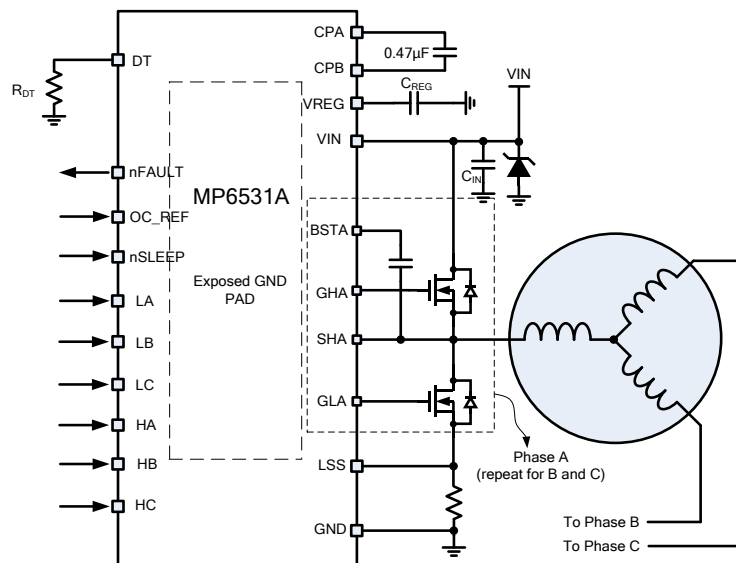 CPA
0.47µF
CPB
DT
RDT
VREG
CREG
VIN
VIN
CIN
nFAULT
MP6531A
OC_REF
BSTA
nSLEEP
Exposed GND
PAD
GHA
LA
LB
SHA
LC
GLA
HA
HB
HC
LSS
GND
Phase A
(repeat for B and C)
To Phase B
To Phase C